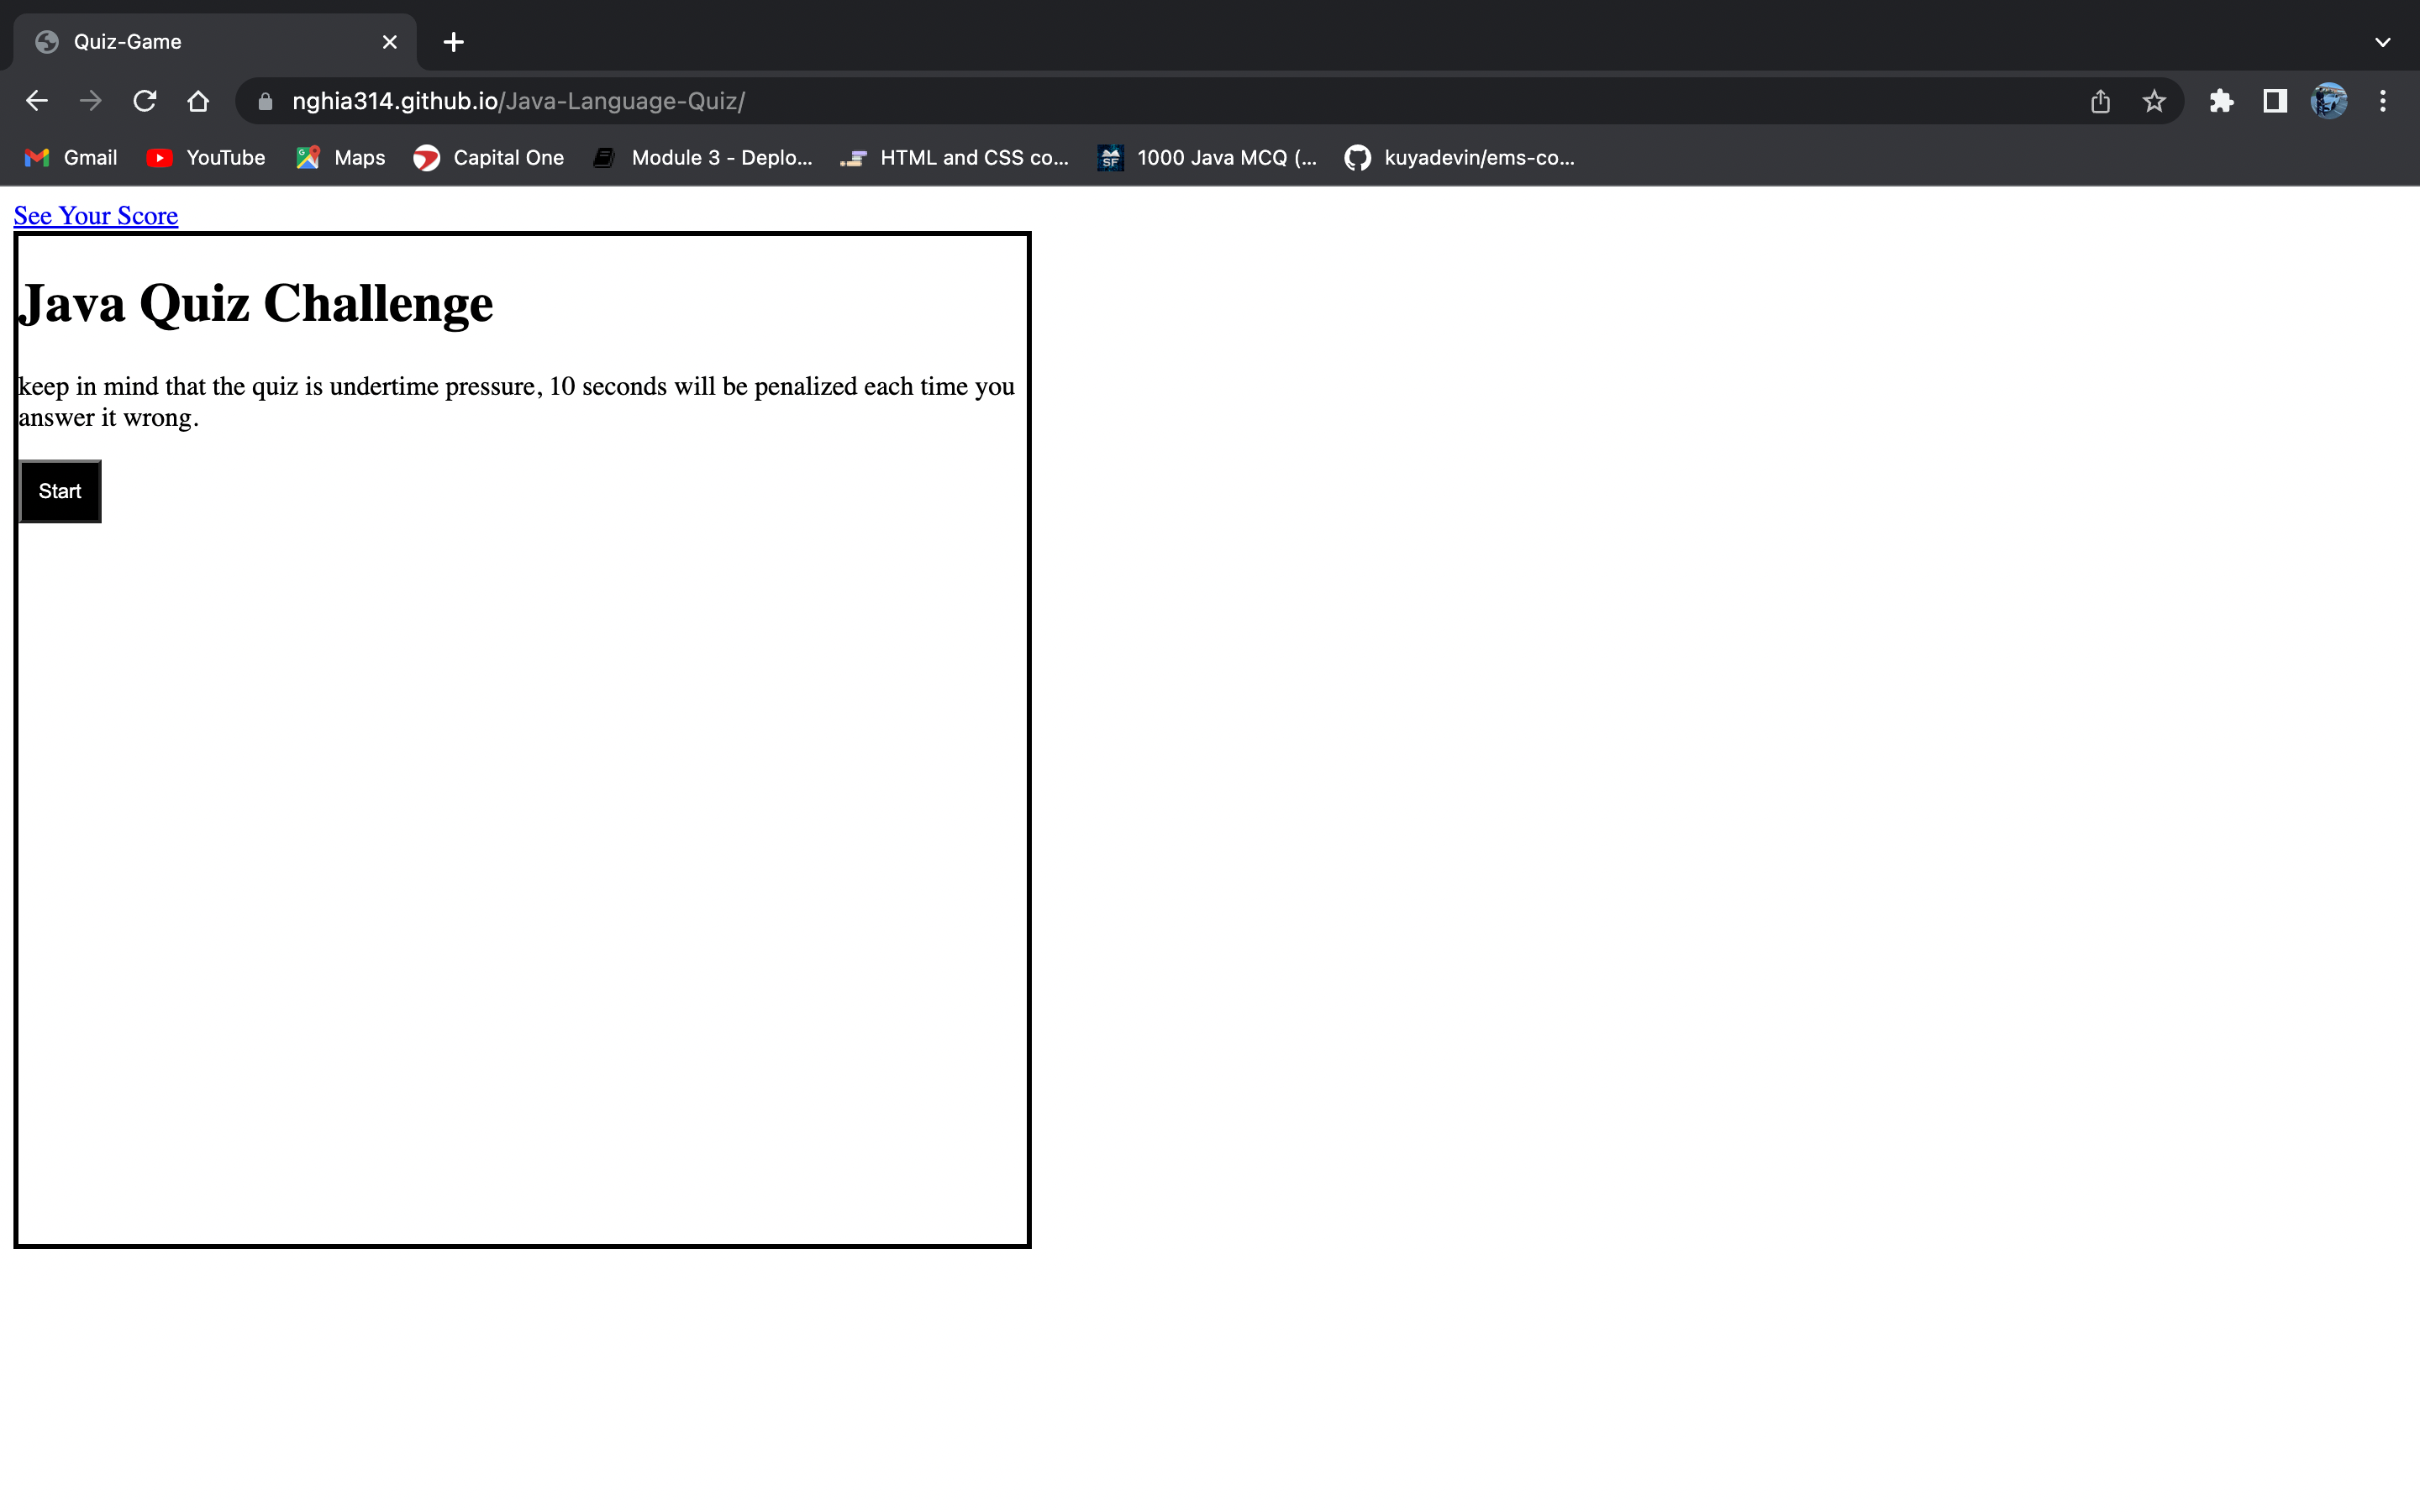 Quiz-Game
nghia314.github.io/Java-Language-Quiz/
Gmail YouTube Maps Capital One Module 3 - Deplo... HTML and CSS co... SF 1000 Java MCQ (... kuyadevin/ems-co...
See Your Score
Java Quiz Challenge
keep in mind that the quiz is undertime pressure, 10 seconds will be penalized each time you
answer it wrong.
Start